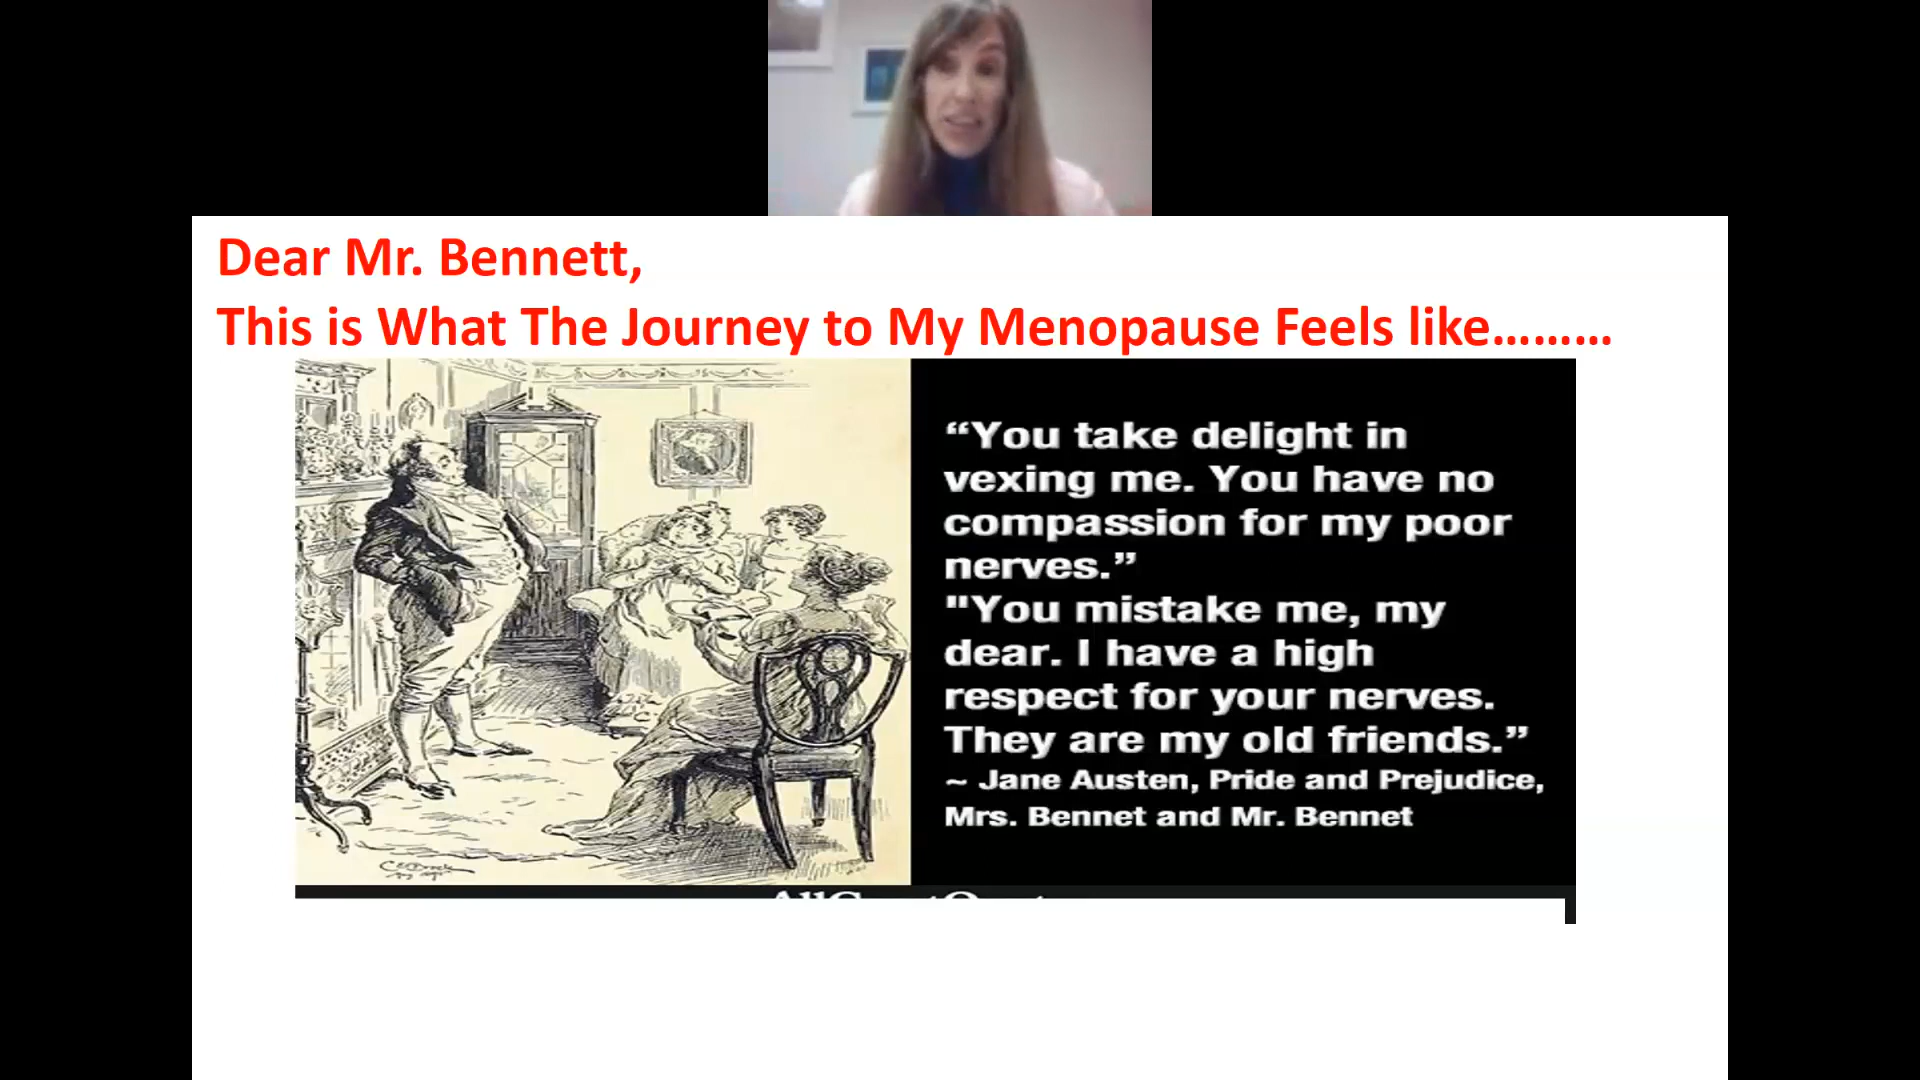 Dear Mr. Bennett,
This is What The Journey to My Menopause Feels like.........
“You take delight in
vexing me. You have no
compassion for my poor
nerves.”
"You mistake me, my
dear. I have a high
respect for your nerves.
They are my old friends.”
~ Jane Austen, Pride and Prejudice,
Mrs. Bennet and Mr. Bennet